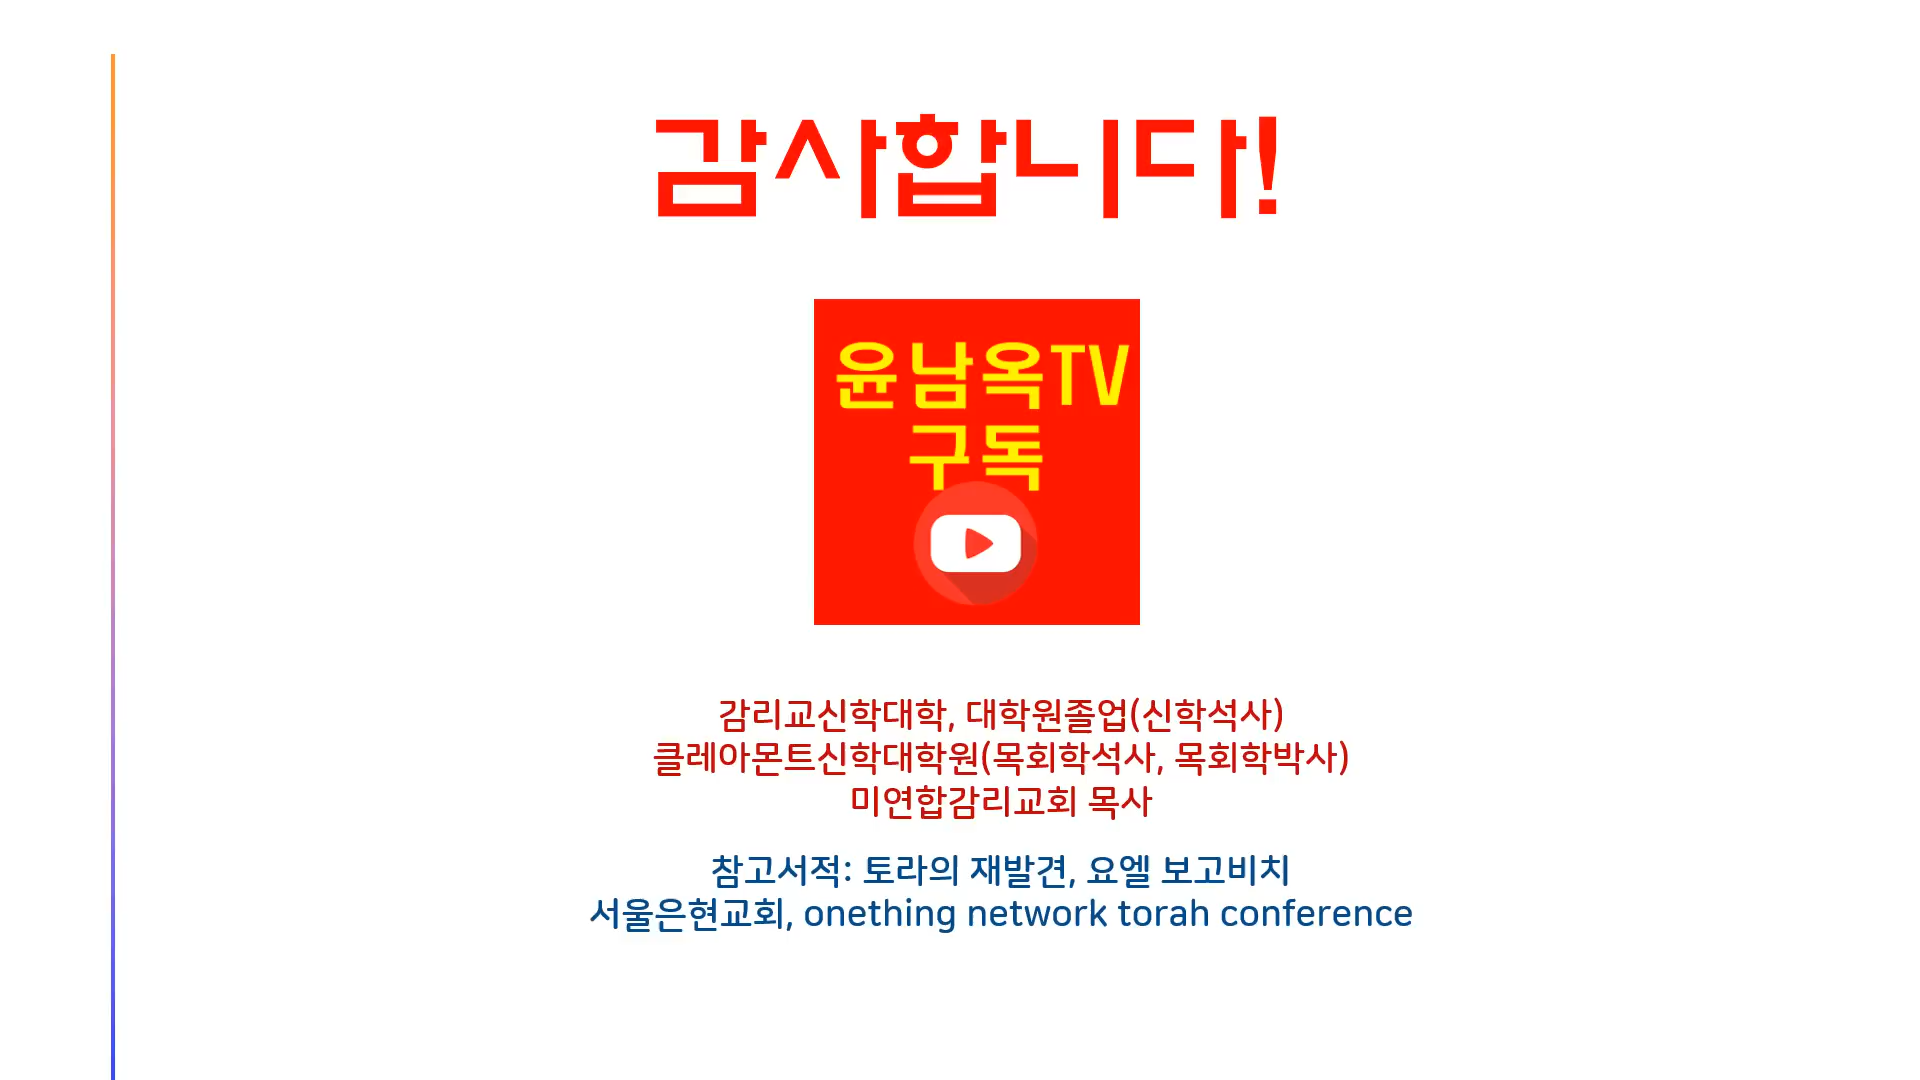 감사합니다!
윤남옥TV
구독
감리교신학대학, 대학원졸업(신학석사)
클레아몬트신학대학원(목회학석사, 목회학박사)
미연합감리교회 목사
참고서적: 토라의 재발견, 요엘 보고비치
서울은현교회, onething network torah conference